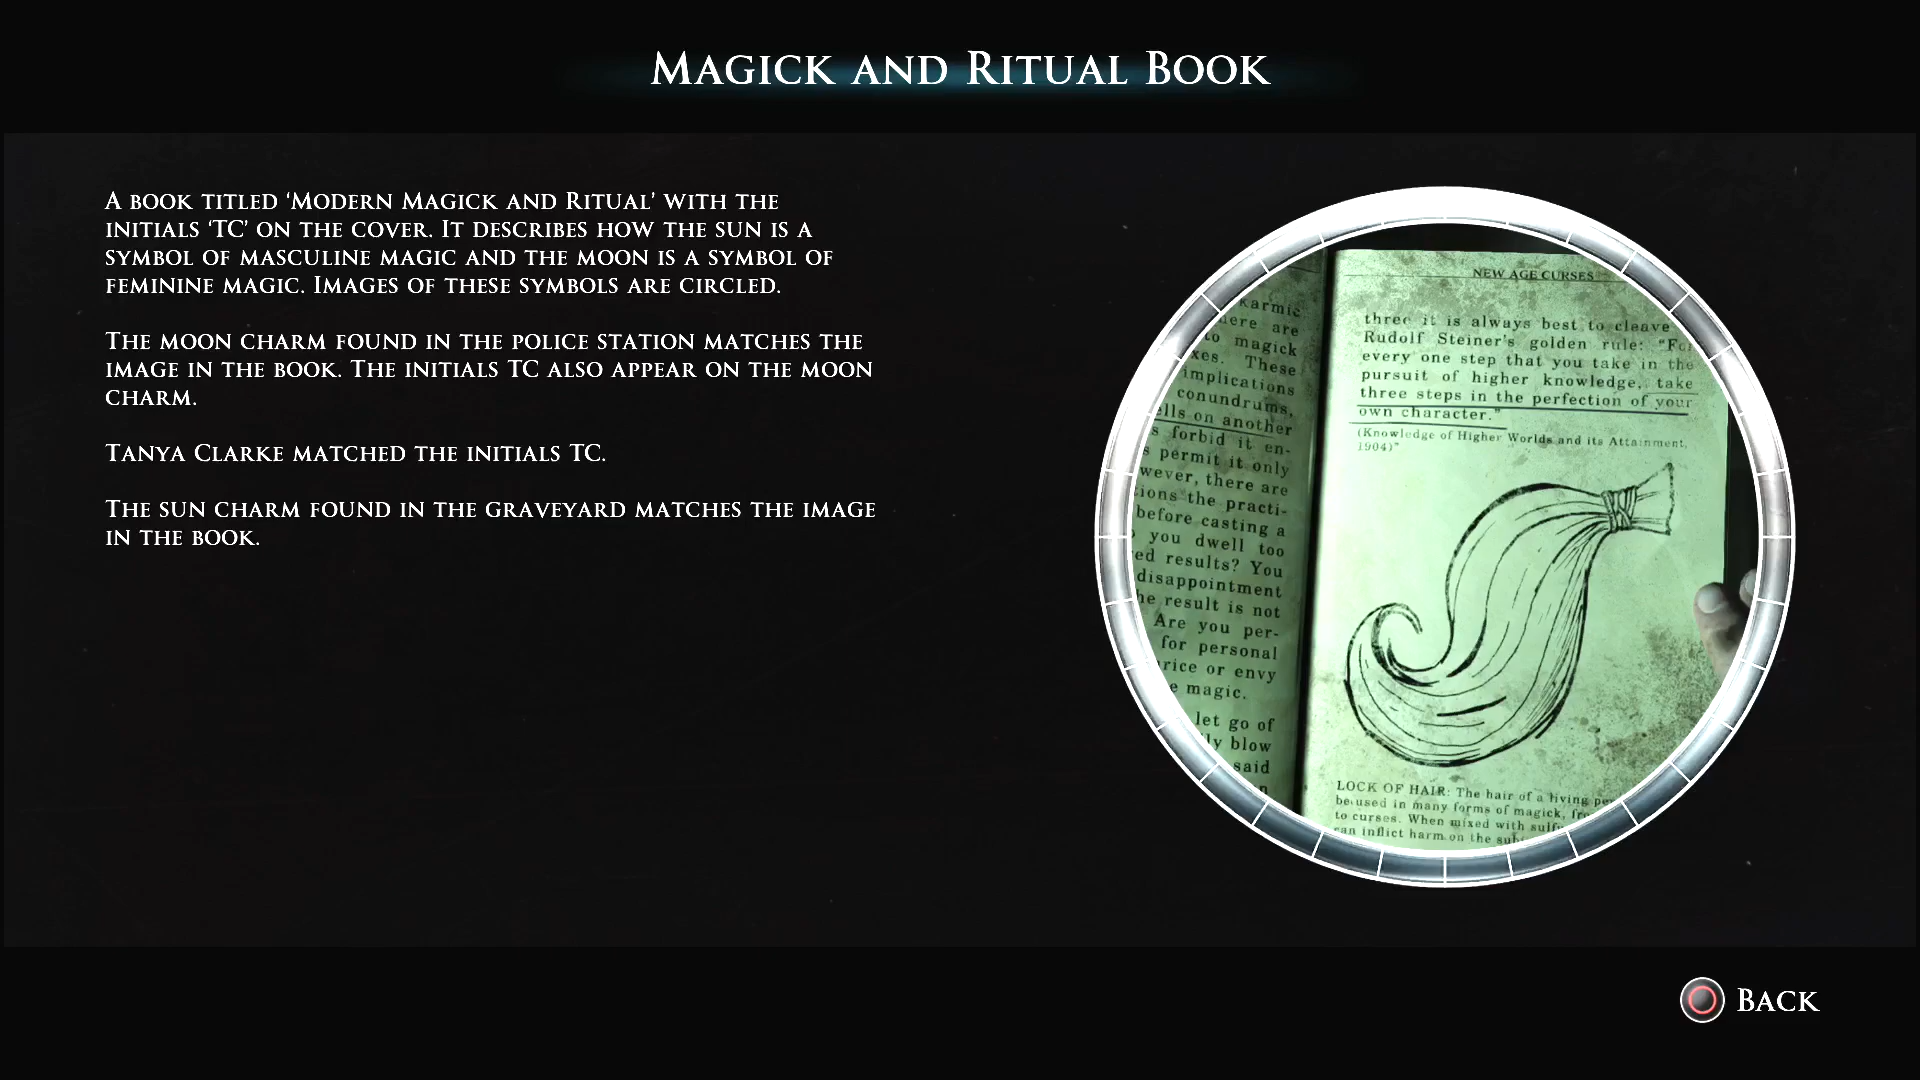 MAGICK AND RITUAL BOOK
A BOOK TITLED ‘MODERN MAGICK AND RITUAL’ WITH THE
INITIALS ‘TC’ ON THE COVER. IT DESCRIBES HOW THE SUN IS A
SYMBOL OF MASCULINE MAGIC AND THE MOON IS A SYMBOL OF
FEMININE MAGIC. IMAGES OF THESE SYMBOLS ARE CIRCLED.
THE MOON CHARM FOUND IN THE POLICE STATION MATCHES THE
IMAGE IN THE BOOK. THE INITIALS TC ALSO APPEAR ON THE MOON
CHARM.
TANYA CLARKE MATCHED THE INITIALS TC.
THE SUN CHARM FOUND IN THE GRAVEYARD MATCHES THE IMAGE
IN THE BOOK.
karmic
are
to magick
These
implications
conundrums,
on another
forbid it en-
permit it only
however, there are
the practi-
before casting a
you dwell too
results? You
disappointment
result is not
Are you per-
for personal
or envy
magic.
let go of
blow
said
NEW AGE CURSES
three it is always best to cleave
Rudolf Steiner's golden rule: "For
every one step that you take in the
pursuit of higher knowledge, take
three steps in the perfection of your
own character."
(Knowledge of Higher Worlds and its Attainment,
1904)"
LOCK OF HAIR: The hair of a living
be used in many forms of magick,
to curses. When mixed with
can inflict harm on the
BACK